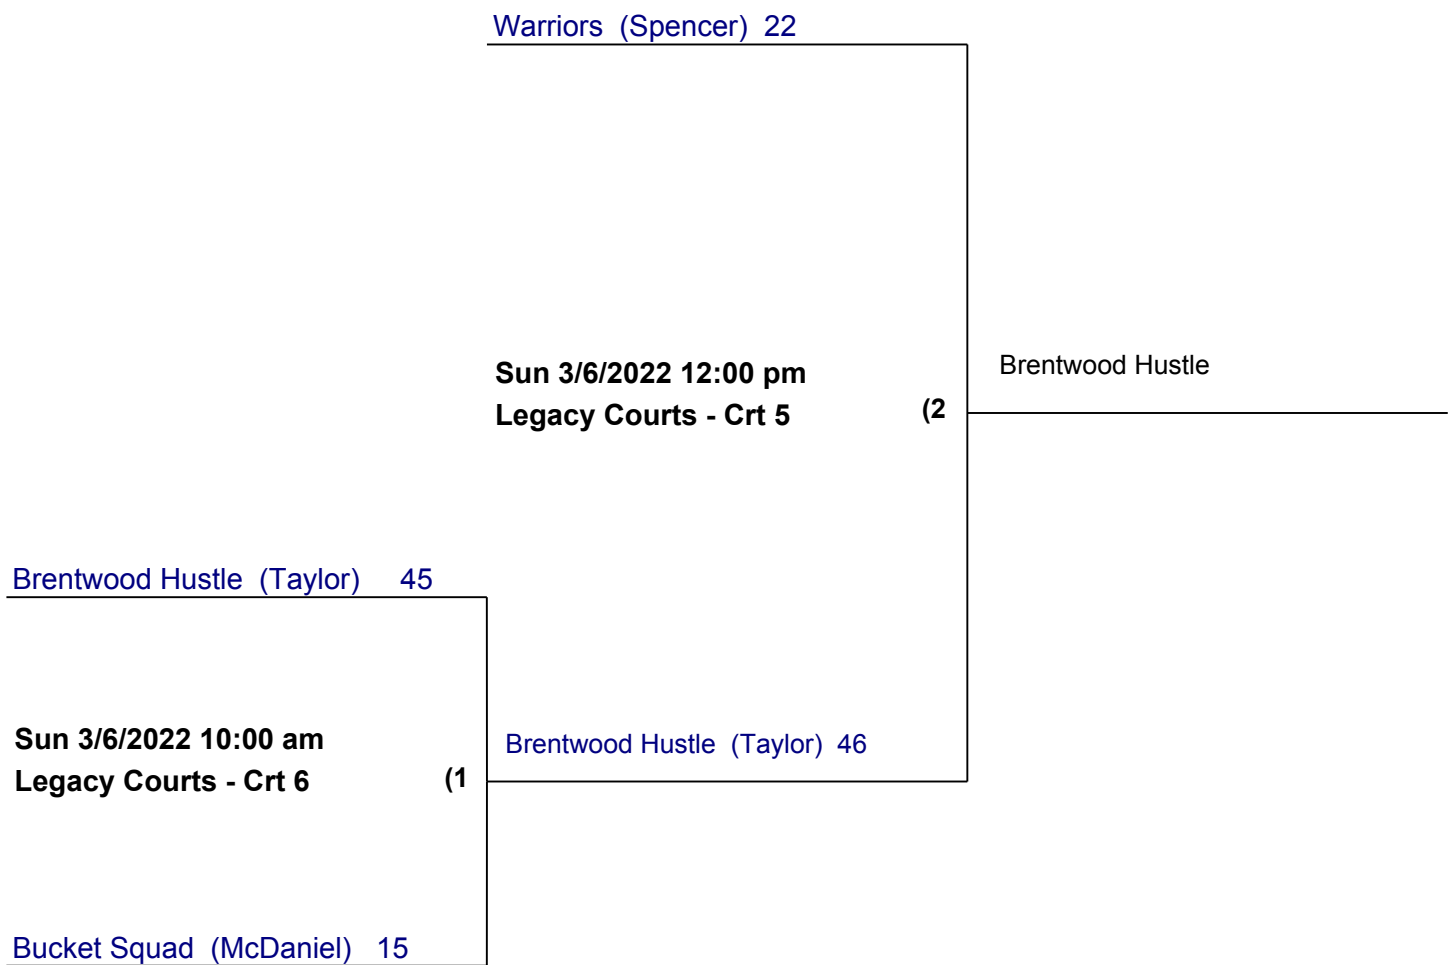 Warriors (Spencer) 22
Sun 3/6/2022 12:00 pm
Legacy Courts - Crt 5 (2
Brentwood Hustle
Brentwood Hustle (Taylor) 45
Sun 3/6/2022 10:00 am
Legacy Courts - Crt 6 (1
Brentwood Hustle (Taylor) 46
Bucket Squad (McDaniel) 15